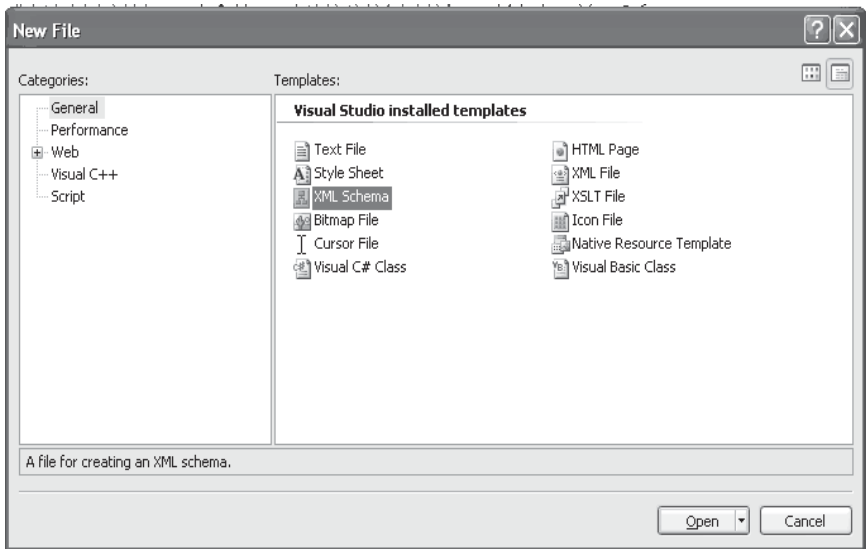 New File
Categories:
Templates:
General
Performance
Web
Visual C++
Script
Visual Studio installed templates
Text File
HTML Page
Style Sheet
XML File
XML Schema
XSLT File
Bitmap File
Icon File
Cursor File
Native Resource Template
Visual C# Class
Visual Basic Class
A file for creating an XML schema.
Open
Cancel